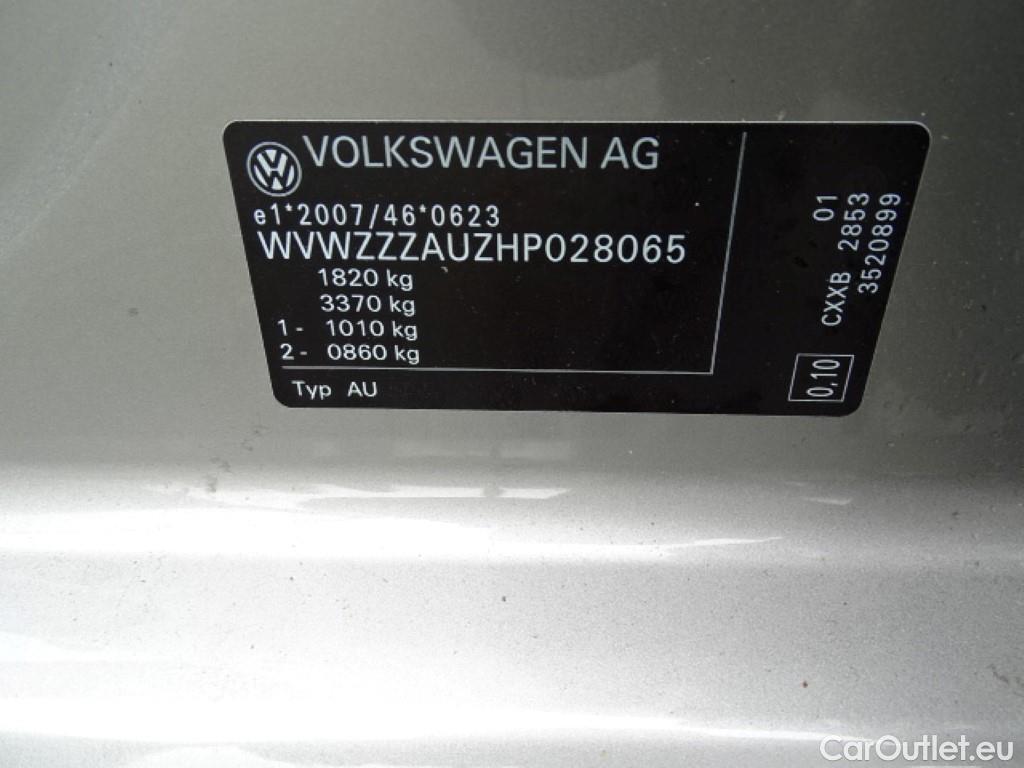 VOLKSWAGEN AG
e1*2007/46*0623
WVWZZZAUZHP028065
1820 kg
3370 kg
1- 1010 kg
2- 0860 kg
Typ AU
01
CXXB 2853
3520899
0,10
CarOutlet.eu